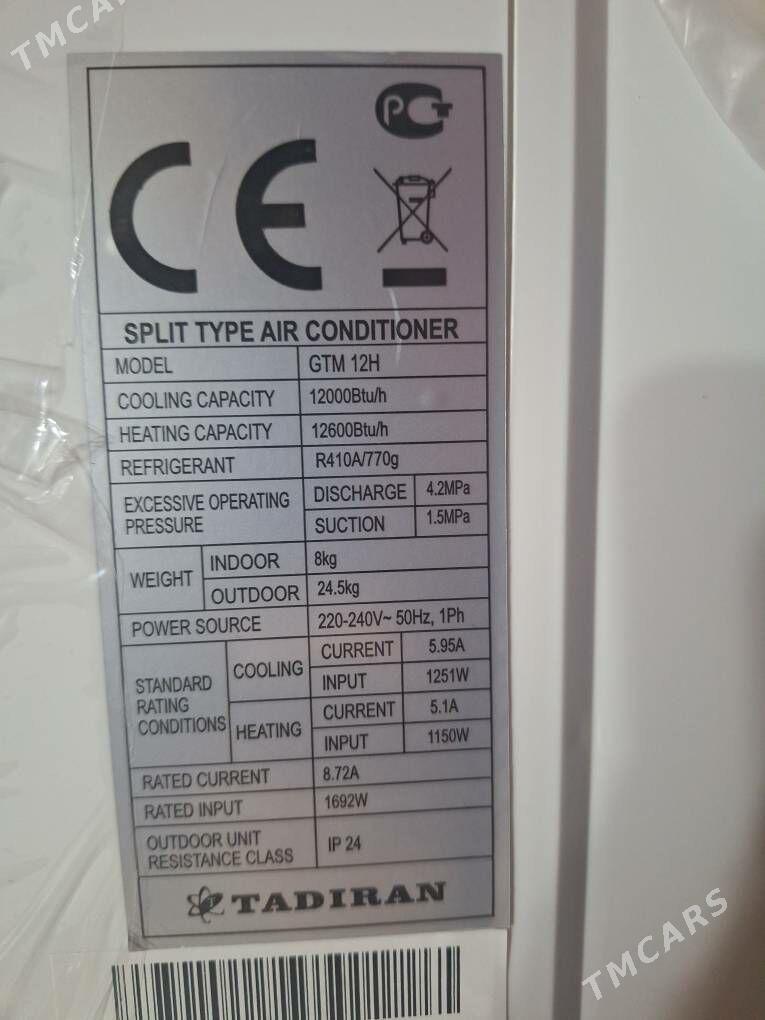 TMCARS
CE
РСТ
SPLIT TYPE AIR CONDITIONER
MODEL GTM 12H
COOLING CAPACITY 12000Btu/h
HEATING CAPACITY 12600Btu/h
REFRIGERANT R410A/770g
EXCESSIVE OPERATING PRESSURE DISCHARGE 4.2MPa
SUCTION 1.5MPa
WEIGHT INDOOR 8kg
OUTDOOR 24.5kg
POWER SOURCE 220-240V~ 50Hz, 1Ph
STANDARD RATING CONDITIONS COOLING CURRENT 5.95A
INPUT 1251W
HEATING CURRENT 5.1A
INPUT 1150W
RATED CURRENT 8.72A
RATED INPUT 1692W
OUTDOOR UNIT RESISTANCE CLASS IP 24
TADIRAN
TMCARS